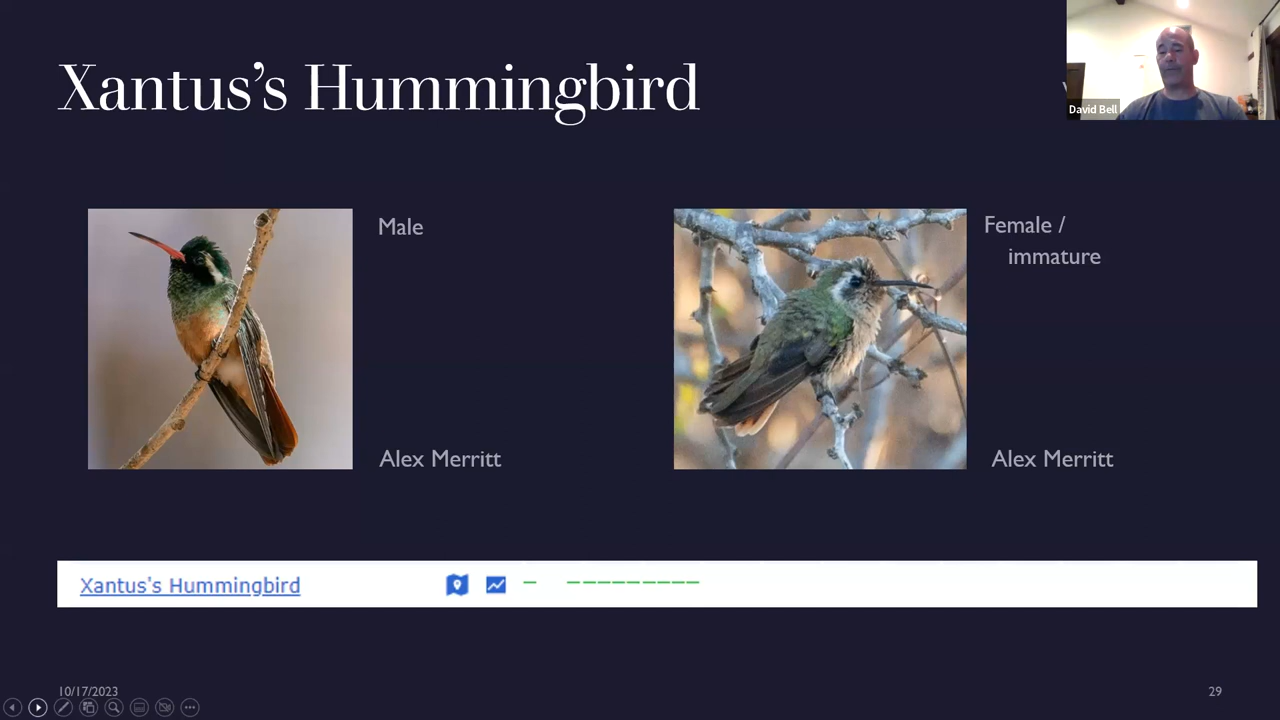 Xantus's Hummingbird
David Bell
Male
Female /
immature
Alex Merritt
Alex Merritt
Xantus's Hummingbird
10/17/2023
29